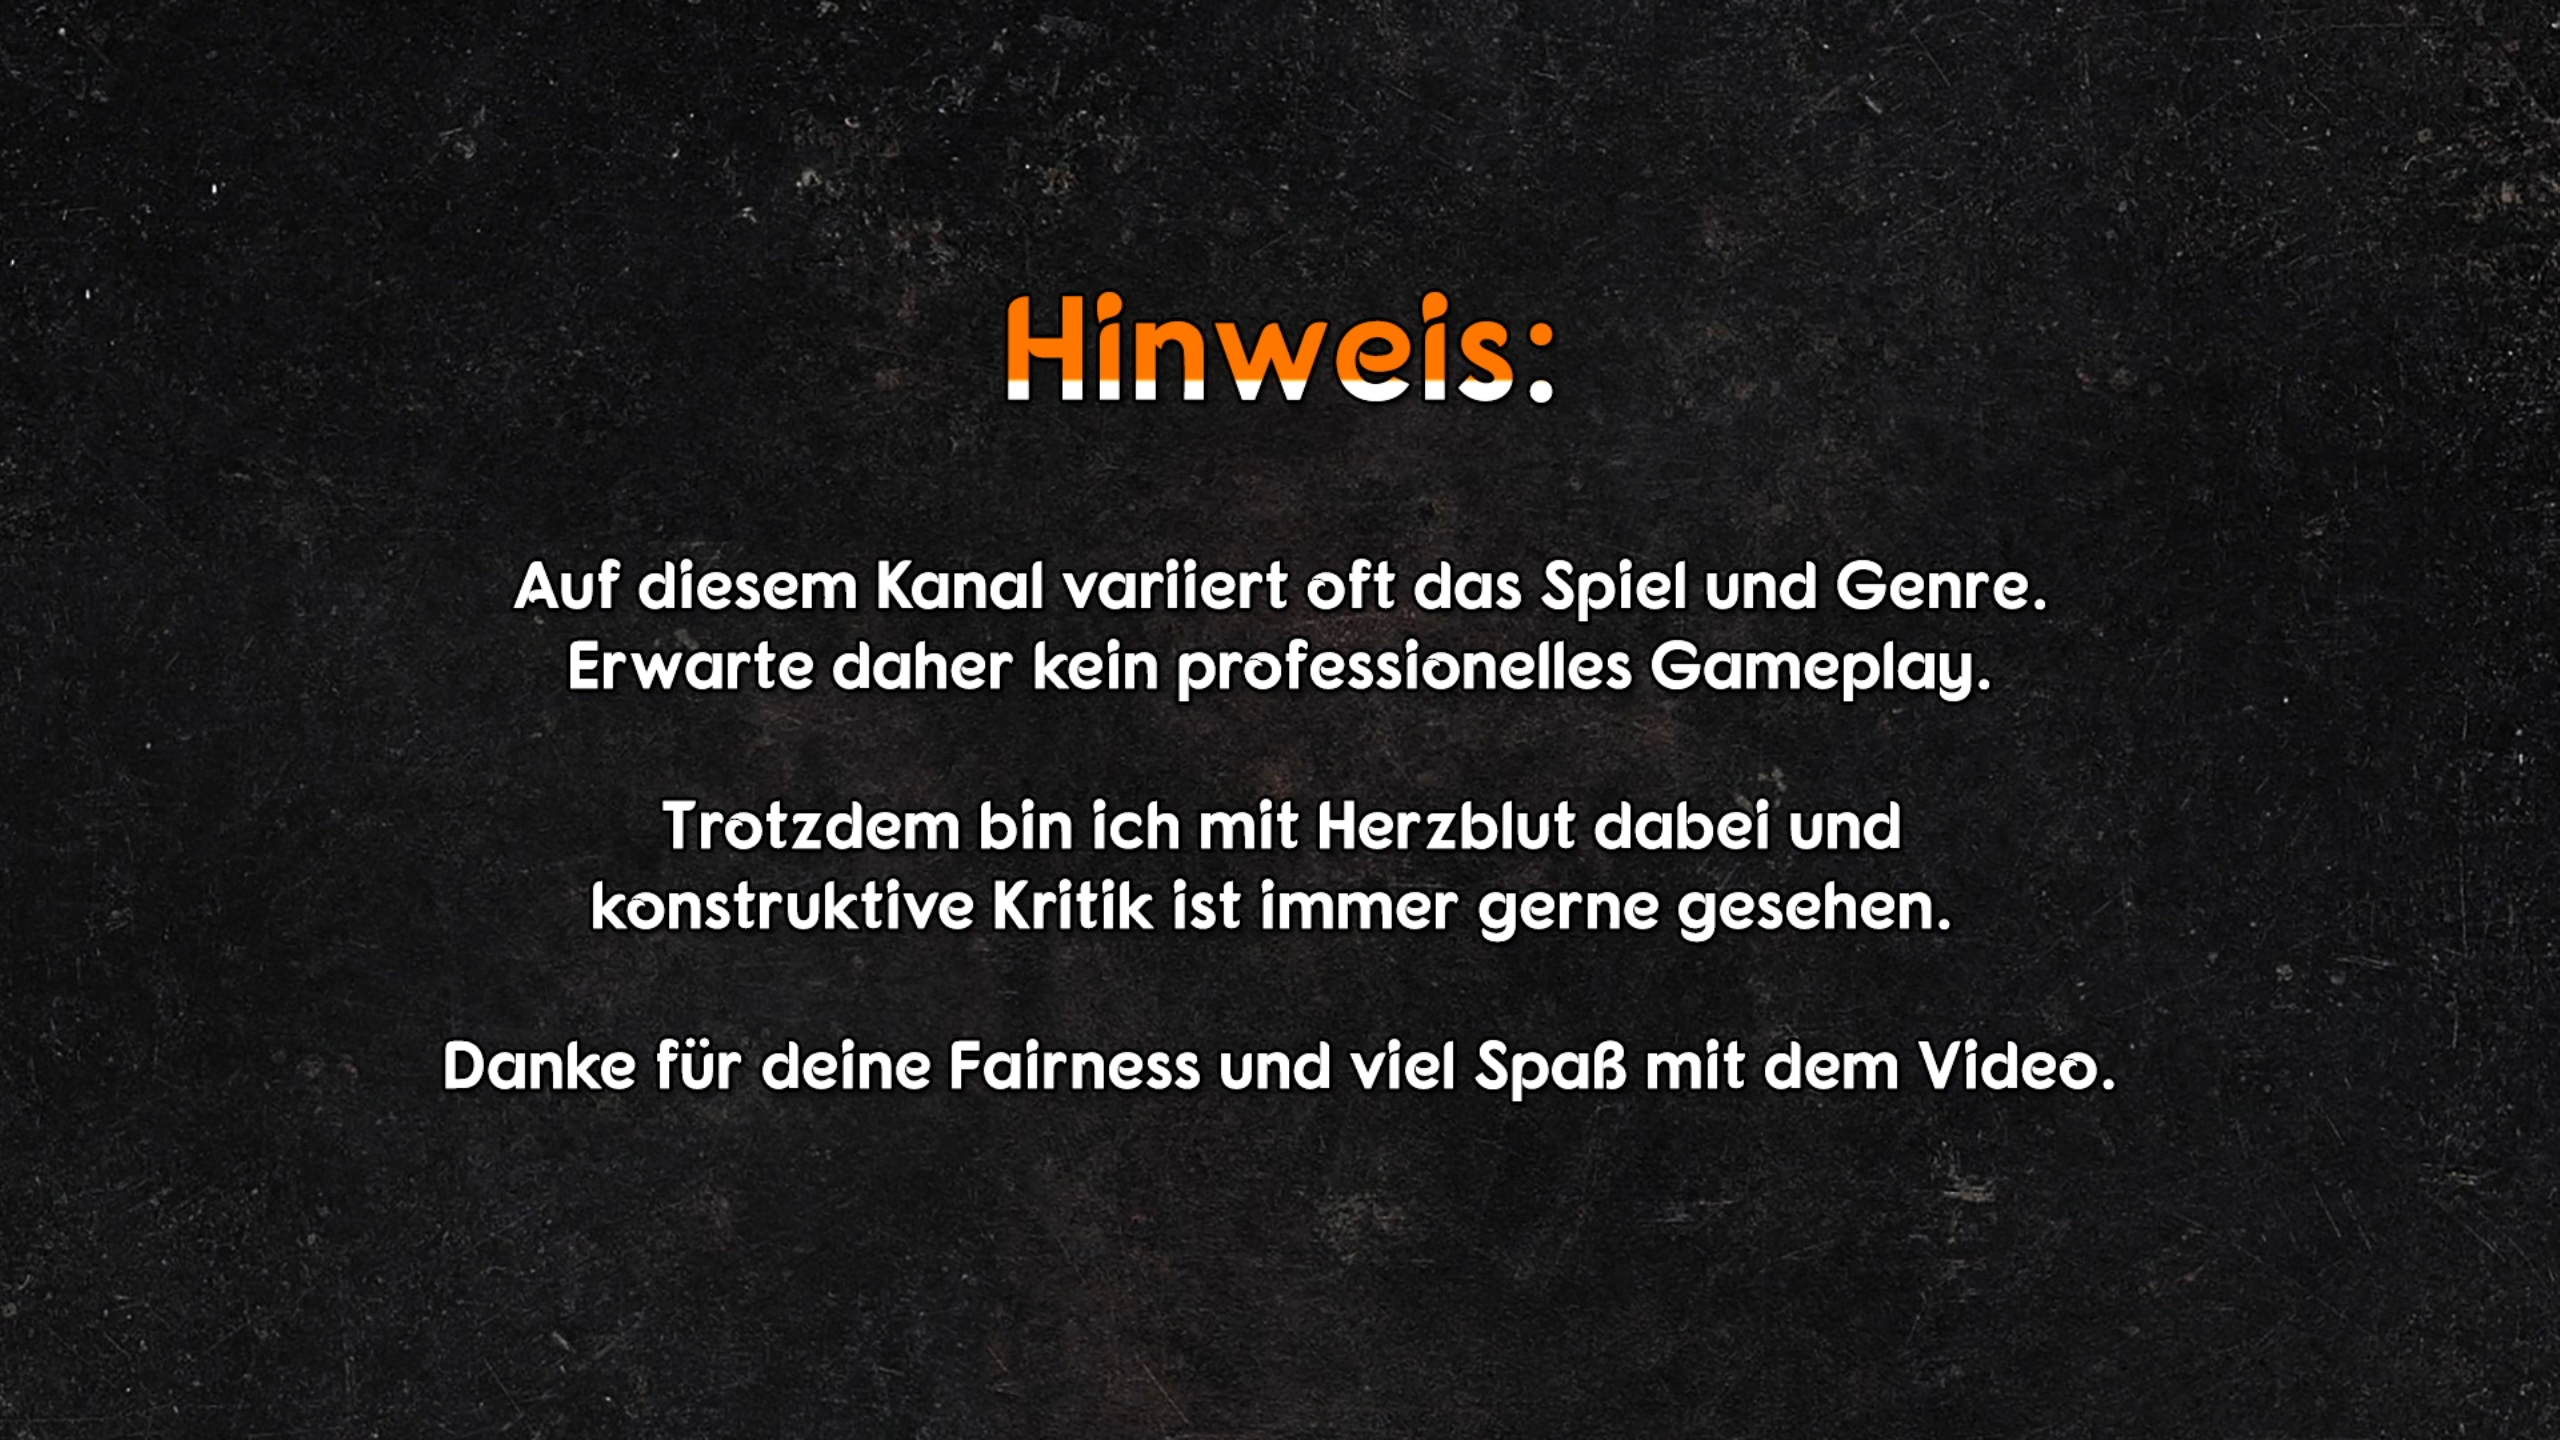 Hinweis:
Auf diesem Kanal variiert oft das Spiel und Genre.
Erwarte daher kein professionelles Gameplay.
Trotzdem bin ich mit Herzblut dabei und
konstruktive Kritik ist immer gerne gesehen.
Danke für deine Fairness und viel Spaß mit dem Video.